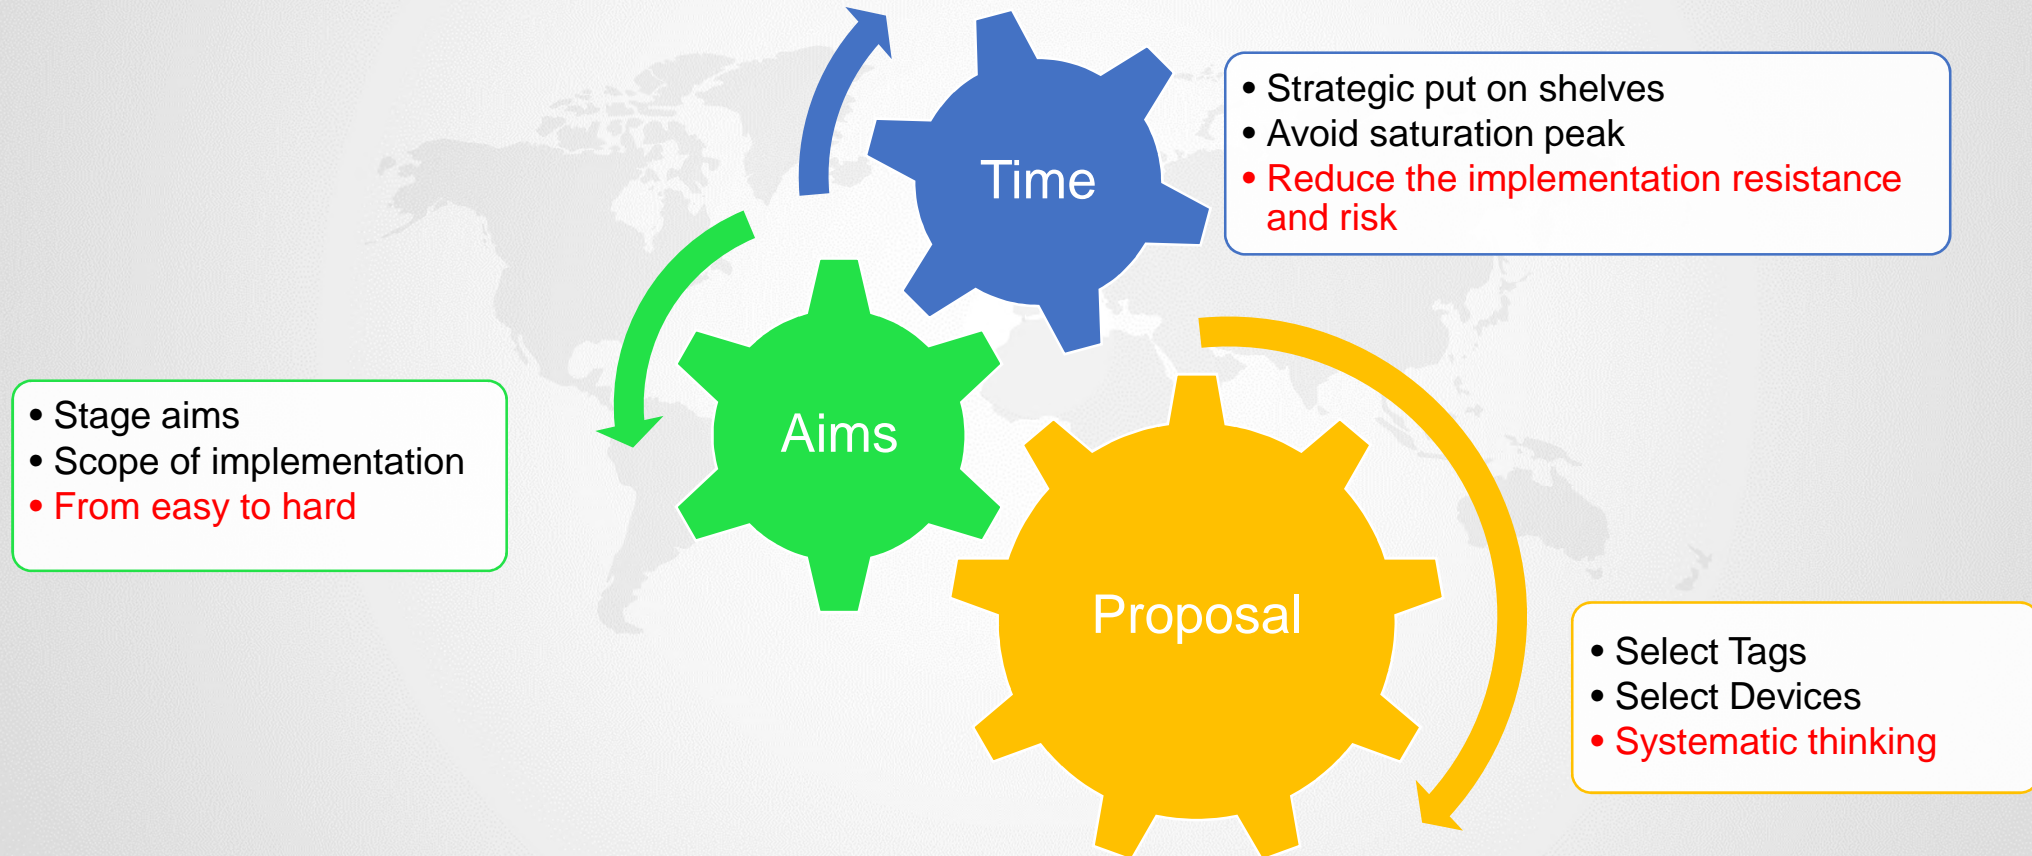 Time
• Strategic put on shelves
• Avoid saturation peak
• Reduce the implementation resistance
and risk
Aims
• Stage aims
• Scope of implementation
• From easy to hard
Proposal
• Select Tags
• Select Devices
• Systematic thinking